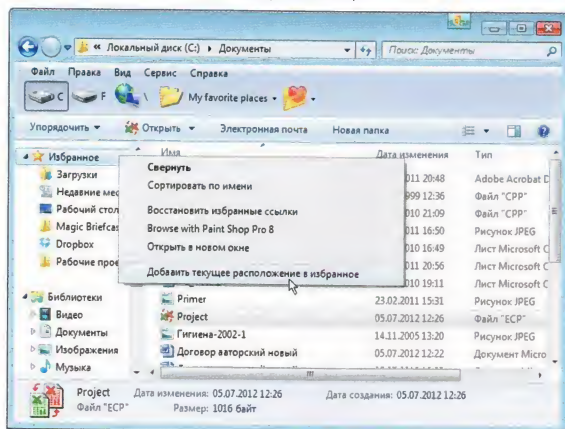 « Локальный диск (C:) ▸ Документы
Поиск: Документы
Файл Правка Вид Сервис Справка
C F \ My favorite places
Упорядочить Открыть Электронная почта Новая папка
Избранное
Загрузки
Недавние мес
Рабочий стол
Magic Briefcas
Dropbox
Рабочие прое
Библиотеки
Видео
Документы
Изображения
Музыка
Имя Дата изменения Тип
Свернуть
Сортировать по имени
Восстановить избранные ссылки
Browse with Paint Shop Pro 8
Открыть в новом окне
Добавить текущее расположение в избранное
011 20:48 Adobe Acrobat D
999 12:36 Файл "CPP"
010 21:09 Файл "CPP"
011 16:50 Рисунок JPEG
010 16:49 Лист Microsoft C
011 20:56 Лист Microsoft C
010 19:11 Лист Microsoft C
Primer 23.02.2011 15:31 Рисунок JPEG
Project 05.07.2012 12:26 Файл "ECP"
Гигиена-2002-1 14.11.2005 13:20 Рисунок JPEG
Договор авторский новый 05.07.2012 12:22 Документ Micro
Project Дата изменения: 05.07.2012 12:26 Дата создания: 05.07.2012 12:26
Файл "ECP" Размер: 1016 байт